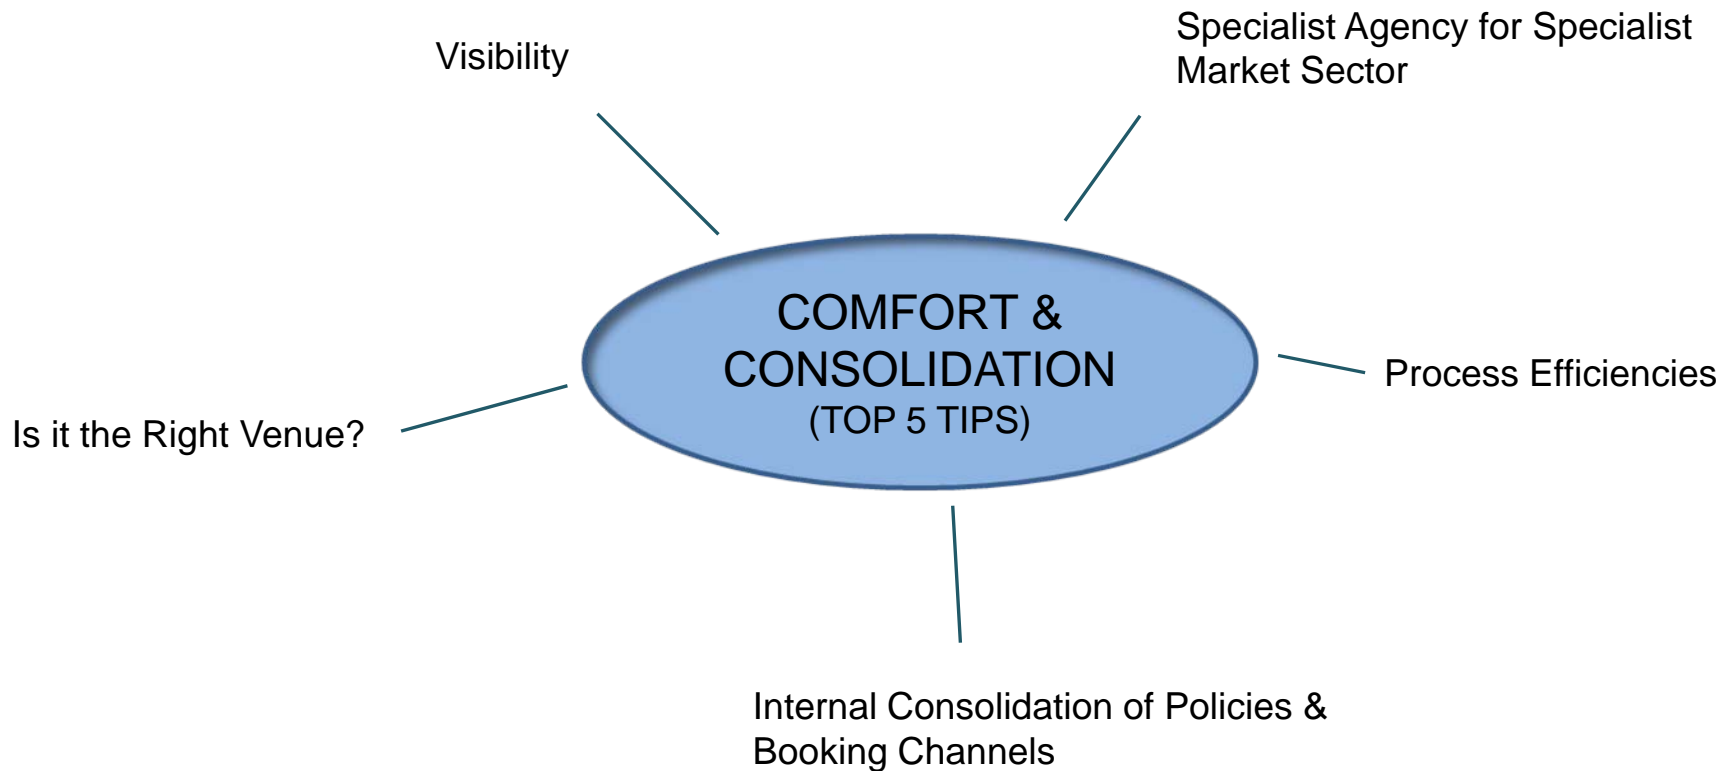 Visibility
Specialist Agency for Specialist
Market Sector
COMFORT &
CONSOLIDATION
(TOP 5 TIPS)
Process Efficiencies
Is it the Right Venue?
Internal Consolidation of Policies &
Booking Channels